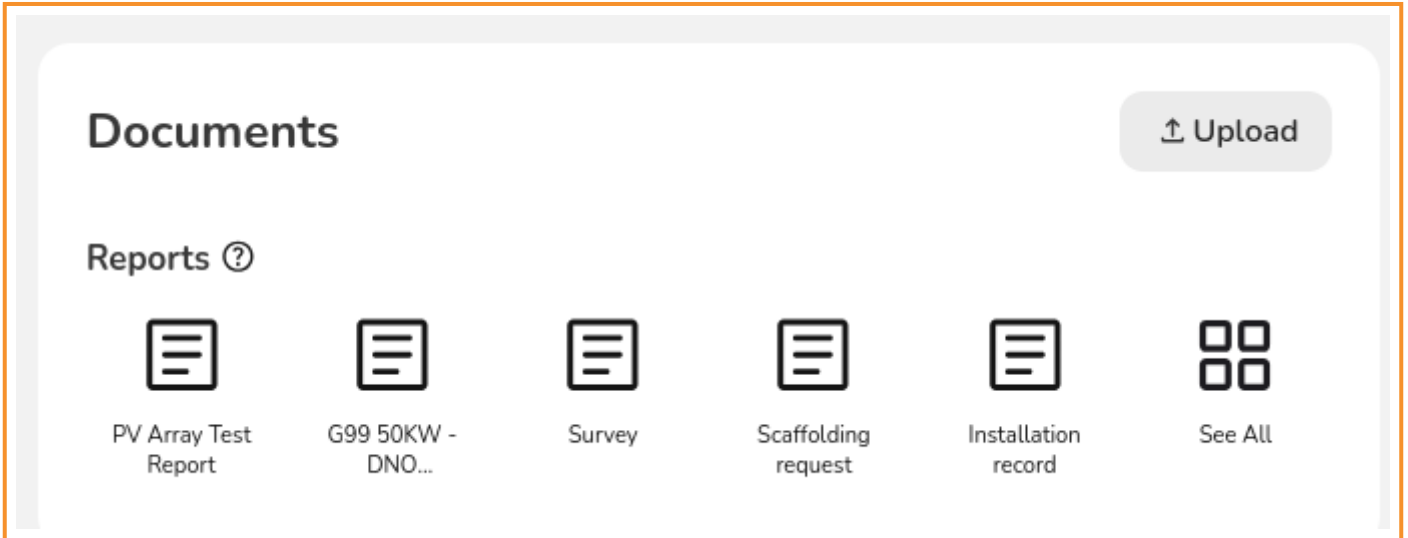 Documents
Upload
Reports
PV Array Test
Report
G99 50KW -
DNO...
Survey
Scaffolding
request
Installation
record
See All